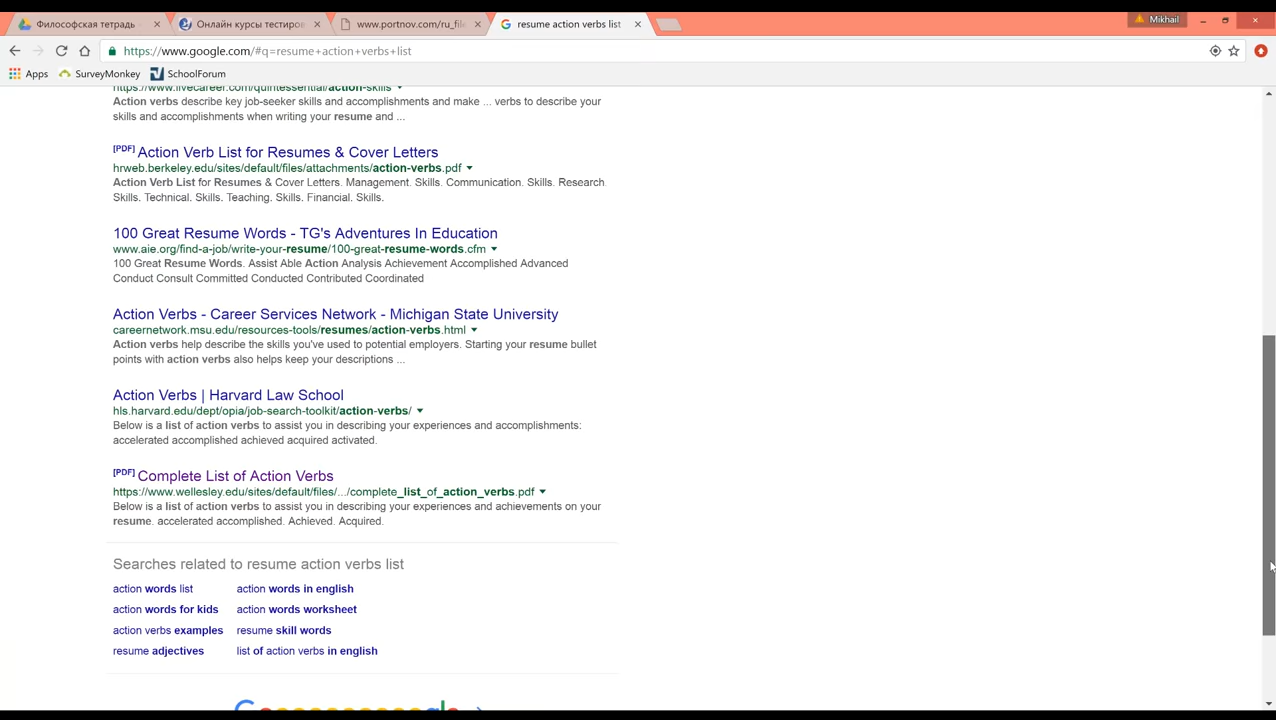 Философская тетрадь
Онлайн курсы тестиров
www.portnov.com/ru_file
resume action verbs list
Mikhail
https://www.google.com/#q=resume+action+verbs+list
Apps SurveyMonkey SchoolForum
https://www.livecareer.com/quintessential/action-skills
Action verbs describe key job-seeker skills and accomplishments and make ... verbs to describe your
skills and accomplishments when writing your resume and ...
[PDF] Action Verb List for Resumes & Cover Letters
hrweb.berkeley.edu/sites/default/files/attachments/action-verbs.pdf
Action Verb List for Resumes & Cover Letters. Management. Skills. Communication. Skills. Research.
Skills. Technical. Skills. Teaching. Skills. Financial. Skills.
100 Great Resume Words - TG's Adventures In Education
www.aie.org/find-a-job/write-your-resume/100-great-resume-words.cfm
100 Great Resume Words. Assist Able Action Analysis Achievement Accomplished Advanced
Conduct Consult Committed Conducted Contributed Coordinated
Action Verbs - Career Services Network - Michigan State University
careernetwork.msu.edu/resources-tools/resumes/action-verbs.html
Action verbs help describe the skills you've used to potential employers. Starting your resume bullet
points with action verbs also helps keep your descriptions ...
Action Verbs | Harvard Law School
hls.harvard.edu/dept/opia/job-search-toolkit/action-verbs/
Below is a list of action verbs to assist you in describing your experiences and accomplishments:
accelerated accomplished achieved acquired activated.
[PDF] Complete List of Action Verbs
https://www.wellesley.edu/sites/default/files/.../complete_list_of_action_verbs.pdf
Below is a list of action verbs to assist you in describing your experiences and achievements on your
resume. accelerated accomplished. Achieved. Acquired.
Searches related to resume action verbs list
action words list action words in english
action words for kids action words worksheet
action verbs examples resume skill words
resume adjectives list of action verbs in english